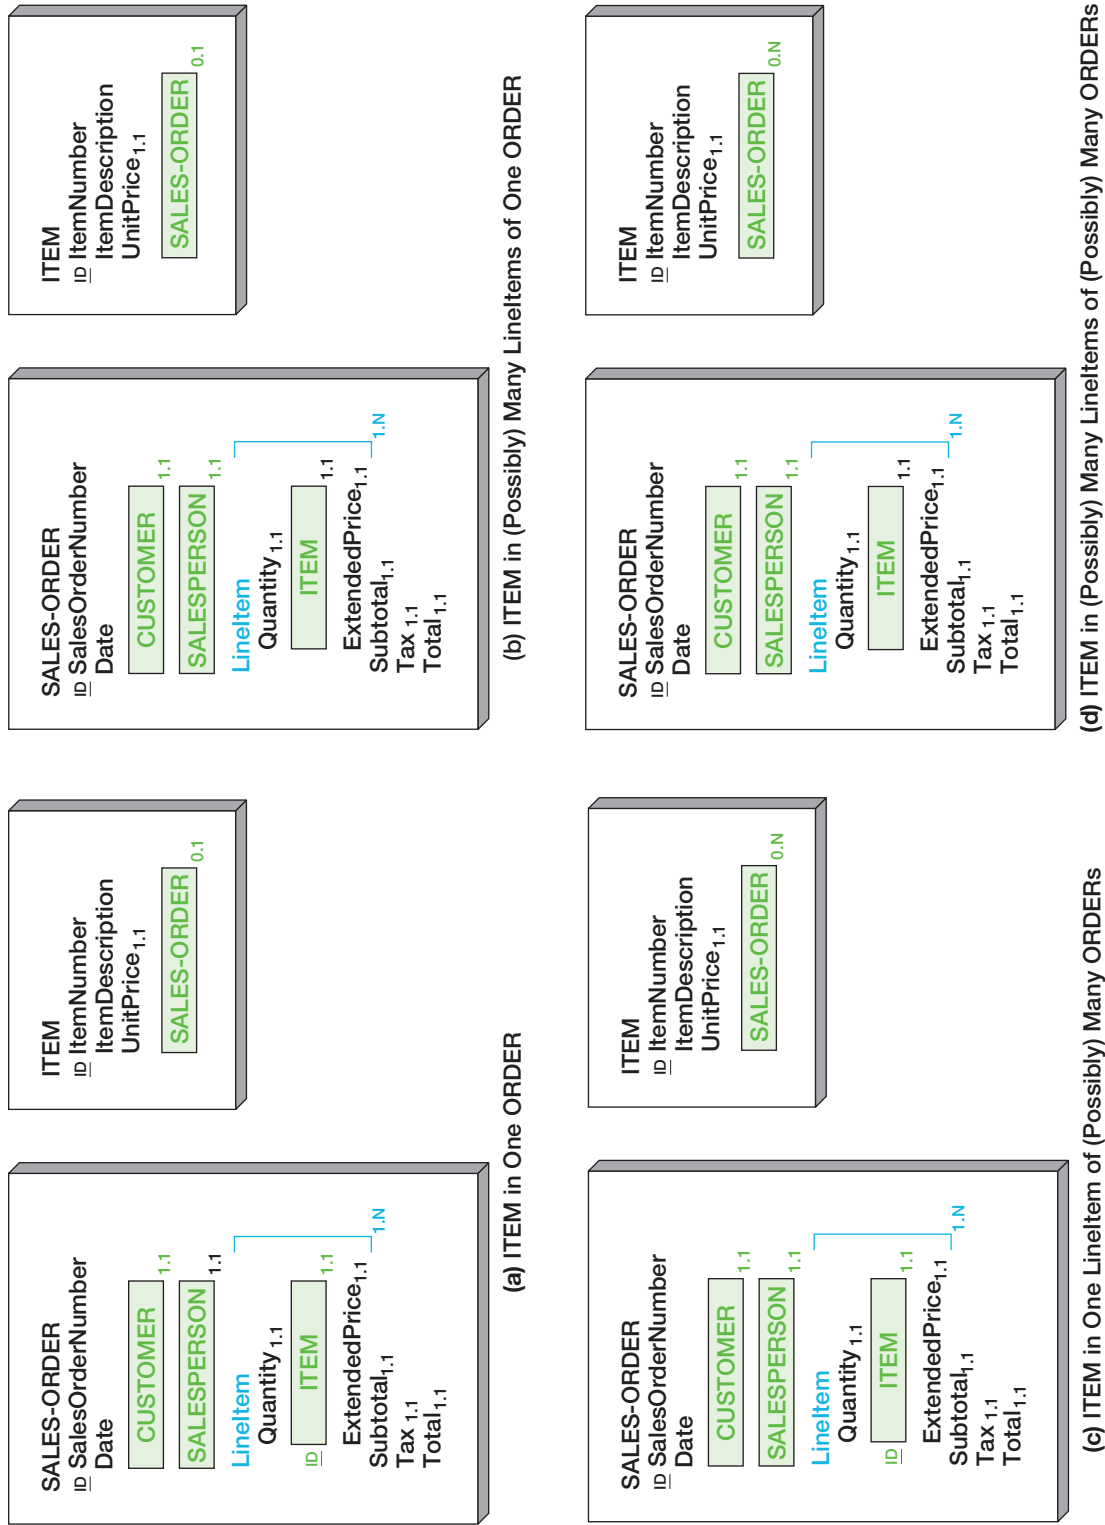 SALES-ORDER
ID SalesOrderNumber
Date
CUSTOMER 1.1
SALESPERSON 1.1
LineItem
Quantity1.1
ID ITEM 1.1
ExtendedPrice1.1
1.N
Subtotal1.1
Tax 1.1
Total1.1
ITEM
ID ItemNumber
ItemDescription
UnitPrice1.1
SALES-ORDER 0.1
(a) ITEM in One ORDER
SALES-ORDER
ID SalesOrderNumber
Date
CUSTOMER 1.1
SALESPERSON 1.1
LineItem
Quantity1.1
ITEM 1.1
ExtendedPrice1.1
1.N
Subtotal1.1
Tax 1.1
Total1.1
ITEM
ID ItemNumber
ItemDescription
UnitPrice1.1
SALES-ORDER 0.1
(b) ITEM in (Possibly) Many LineItems of One ORDER
SALES-ORDER
ID SalesOrderNumber
Date
CUSTOMER 1.1
SALESPERSON 1.1
LineItem
Quantity1.1
ID ITEM 1.1
ExtendedPrice1.1
1.N
Subtotal1.1
Tax 1.1
Total1.1
ITEM
ID ItemNumber
ItemDescription
UnitPrice1.1
SALES-ORDER 0.N
(c) ITEM in One LineItem of (Possibly) Many ORDERs
SALES-ORDER
ID SalesOrderNumber
Date
CUSTOMER 1.1
SALESPERSON 1.1
LineItem
Quantity1.1
ITEM 1.1
ExtendedPrice1.1
1.N
Subtotal1.1
Tax 1.1
Total1.1
ITEM
ID ItemNumber
ItemDescription
UnitPrice1.1
SALES-ORDER 0.N
(d) ITEM in (Possibly) Many LineItems of (Possibly) Many ORDERs